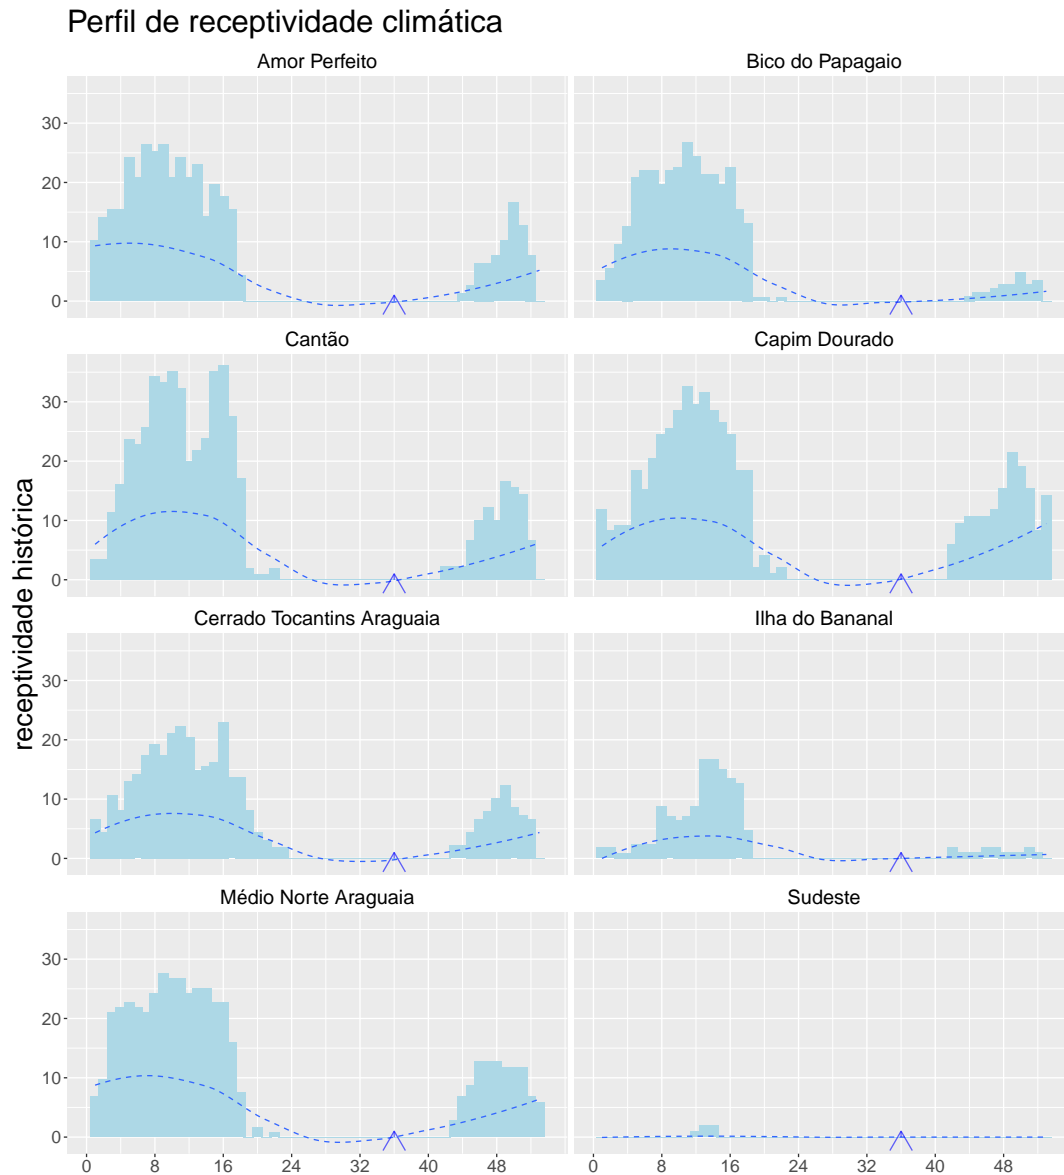 Perfil de receptividade climática
Amor Perfeito
Bico do Papagaio
30
20
10
0
Cantão
Capim Dourado
30
20
10
0
receptividade histórica
Cerrado Tocantins Araguaia
Ilha do Bananal
30
20
10
0
Médio Norte Araguaia
Sudeste
30
20
10
0
0 8 16 24 32 40 48
0 8 16 24 32 40 48